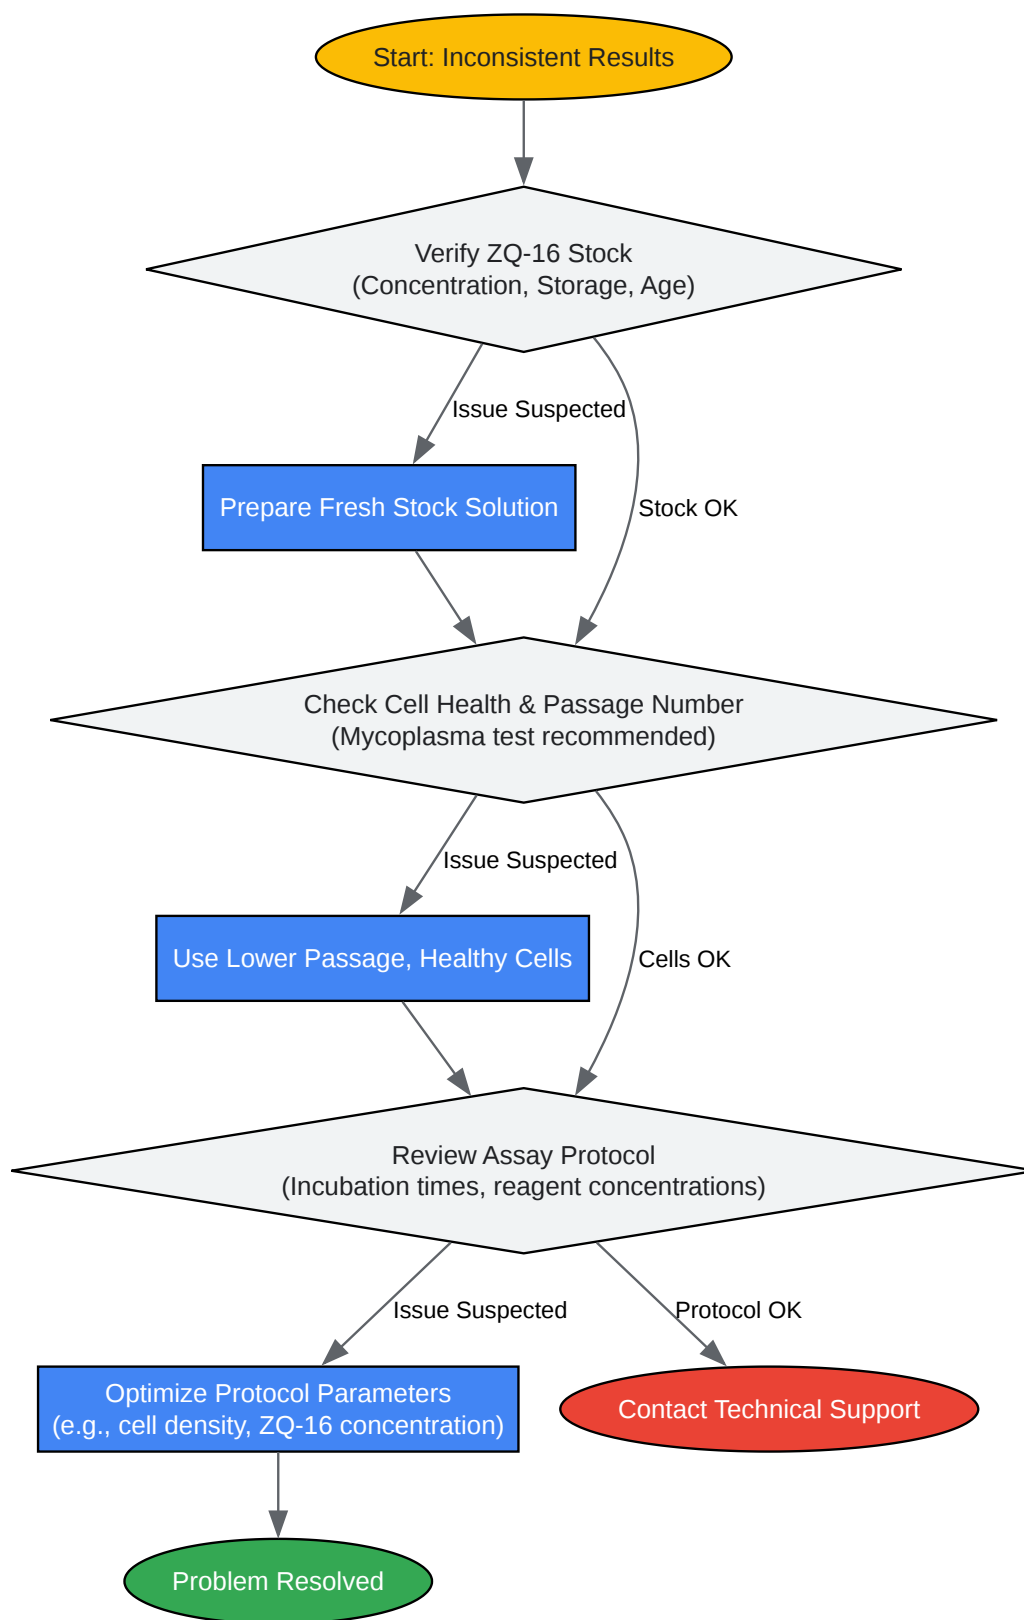 Start: Inconsistent Results
Verify ZQ-16 Stock
(Concentration, Storage, Age)
Issue Suspected
Prepare Fresh Stock Solution
Stock OK
Check Cell Health & Passage Number
(Mycoplasma test recommended)
Issue Suspected
Use Lower Passage, Healthy Cells
Cells OK
Review Assay Protocol
(Incubation times, reagent concentrations)
Issue Suspected
Protocol OK
Optimize Protocol Parameters
(e.g., cell density, ZQ-16 concentration)
Contact Technical Support
Problem Resolved